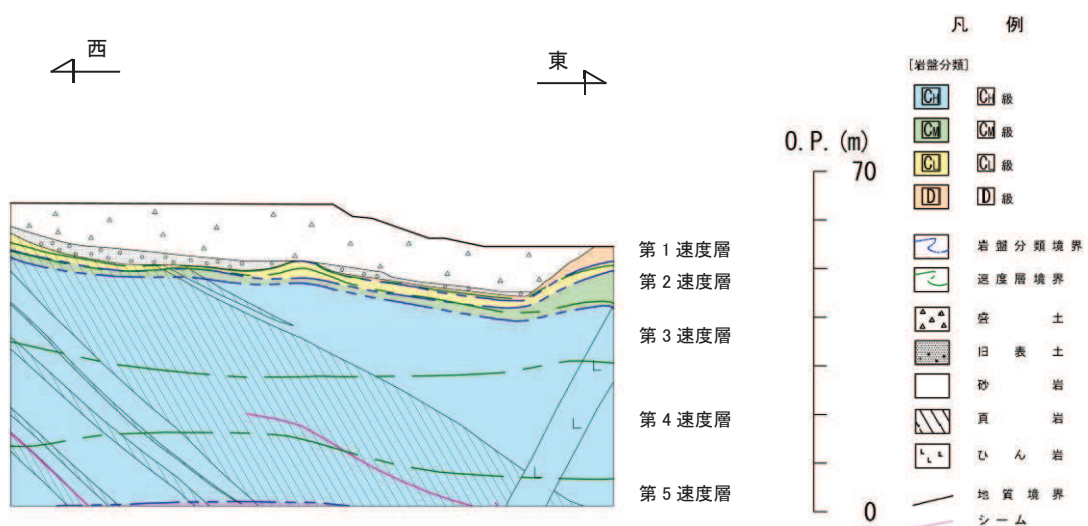 西
東
第1速度層
第2速度層
第3速度層
第4速度層
第5速度層
O.P.(m)
70
0
凡 例
[岩盤分類]
CH CH 級
CM CM 級
CL CL 級
D D 級
岩盤分類境界
速度層境界
盛土
旧表土
砂岩
頁岩
ひん岩
地質境界
シーム
L
L
L